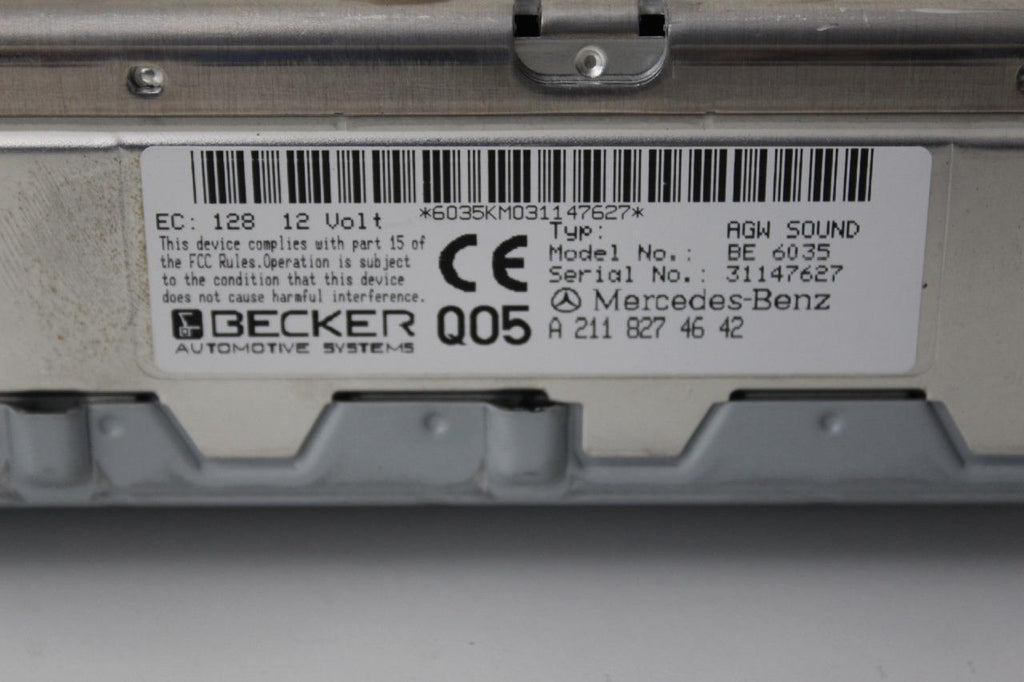 *6035KM031147627*
EC: 128 12 Volt
This device complies with part 15 of
the FCC Rules.Operation is subject
to the condition that this device
does not cause harmful interference.
BECKER
AUTOMOTIVE SYSTEMS
CE
Q05
Typ: AGW SOUND
Model No.: BE 6035
Serial No.: 31147627
Mercedes-Benz
A 211 827 46 42